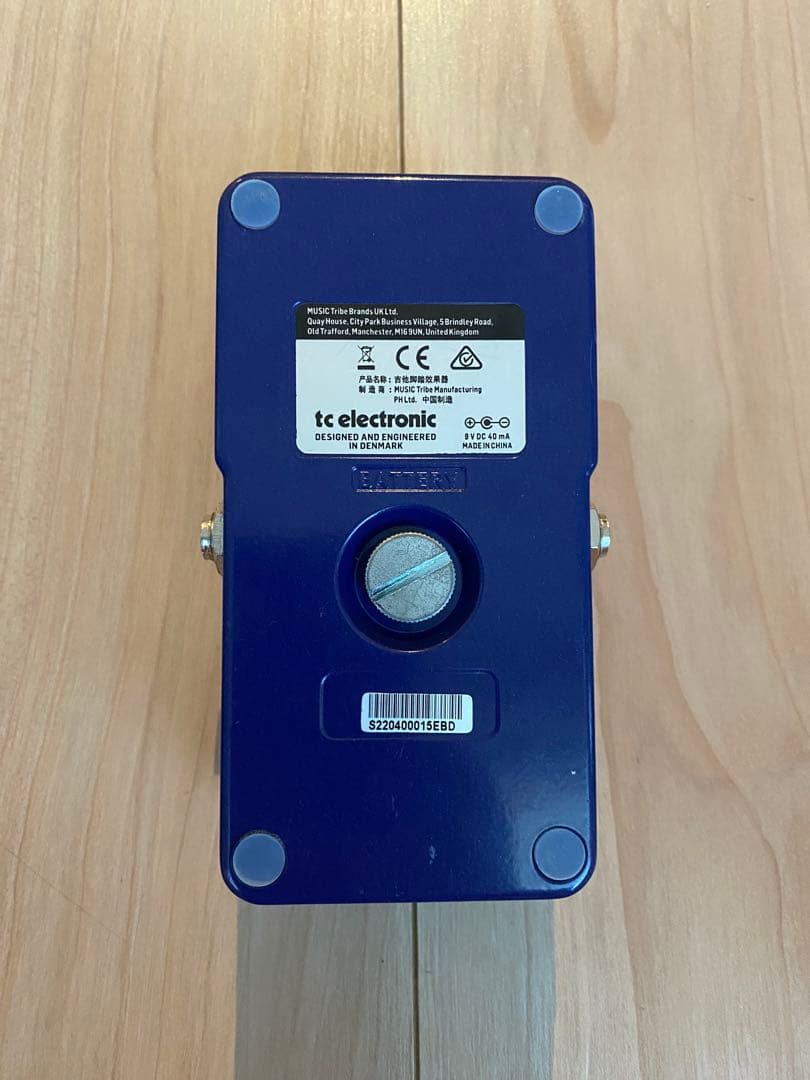 MUSIC Tribe Brands UK Ltd.
Quay House, City Park Business Village, 5 Brindley Road,
Old Trafford, Manchester, M16 9UN, United Kingdom
CE
产品名称：吉他脚踏效果器
制 造 商：MUSIC Tribe Manufacturing
PH Ltd. 中国制造
tc electronic
DESIGNED AND ENGINEERED
IN DENMARK
9 V DC 40 mA
MADE IN CHINA
BATTERY
S220400015EBD